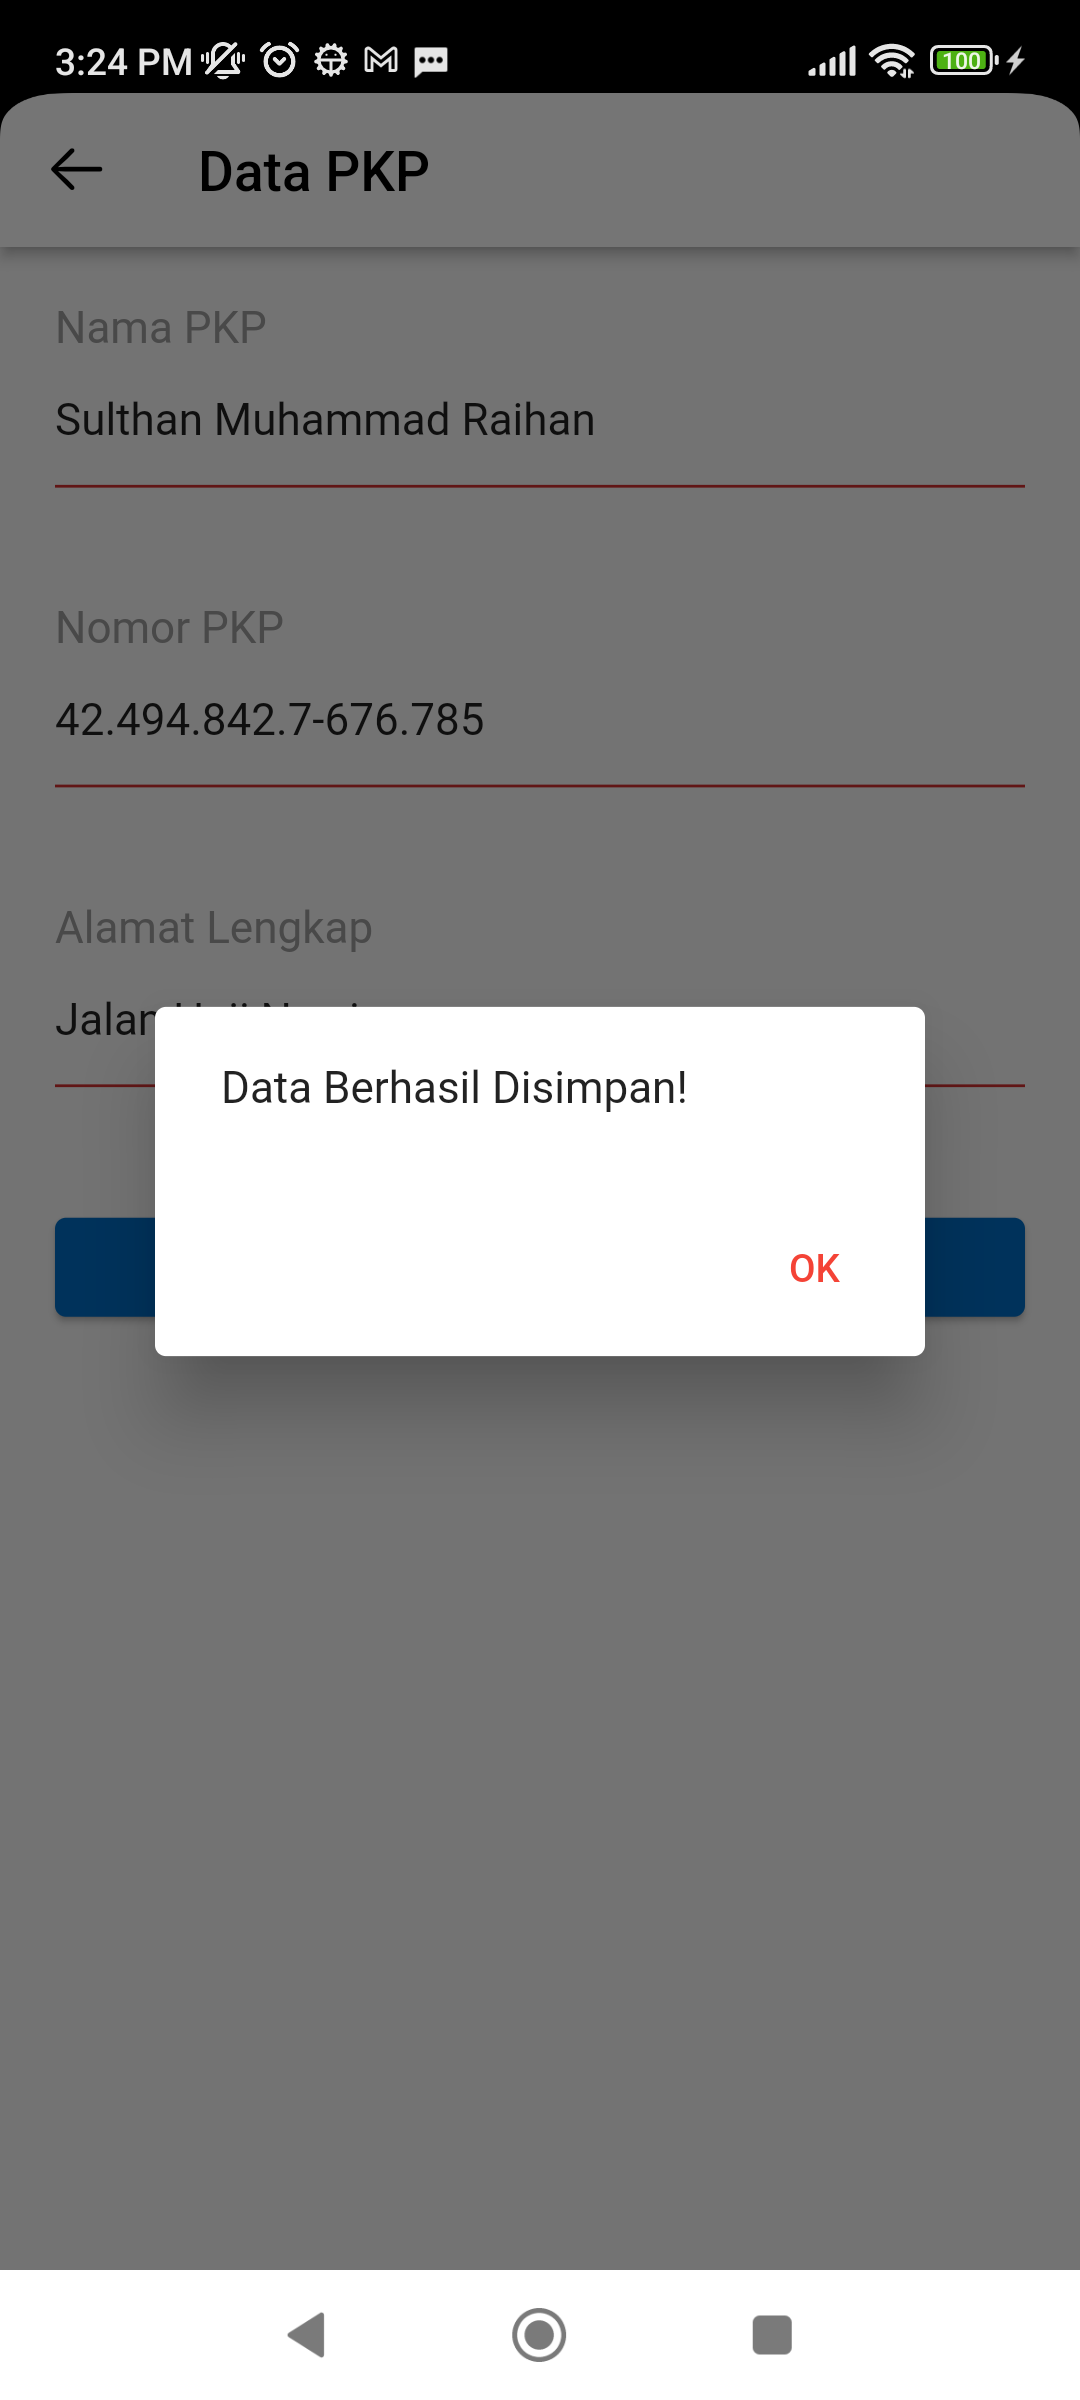 3:24 PM
100
Data PKP
Nama PKP
Sulthan Muhammad Raihan
Nomor PKP
42.494.842.7-676.785
Alamat Lengkap
Jalan
Data Berhasil Disimpan!
OK